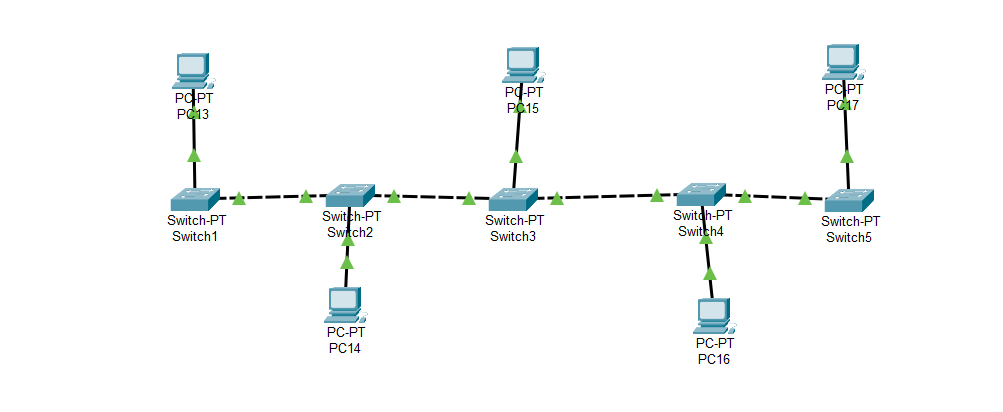 PC-PT
PC13
PC-PT
PC15
PC-PT
PC17
Switch-PT
Switch1
Switch-PT
Switch2
Switch-PT
Switch3
Switch-PT
Switch4
Switch-PT
Switch5
PC-PT
PC14
PC-PT
PC16